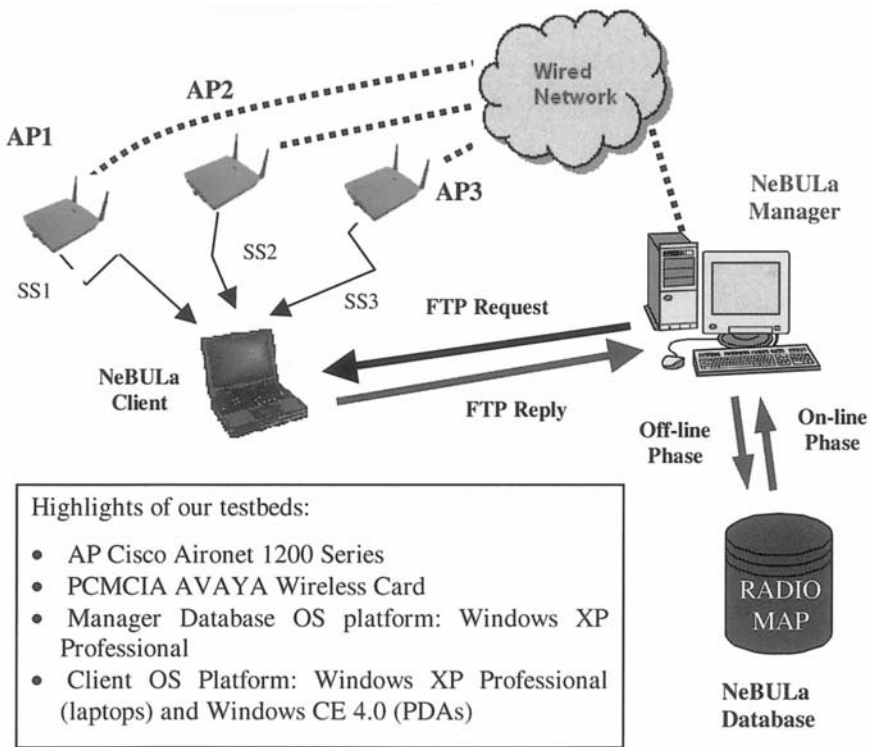 Wired
Network
AP2
AP1
AP3
NeBULa
Manager
SS1
SS2
SS3
FTP Request
NeBULa
Client
FTP Reply
Off-line
Phase
On-line
Phase
Highlights of our testbeds:
• AP Cisco Aironet 1200 Series
• PCMCIA AVAYA Wireless Card
• Manager Database OS platform: Windows XP
Professional
• Client OS Platform: Windows XP Professional
(laptops) and Windows CE 4.0 (PDAs)
RADIO
MAP
NeBULa
Database